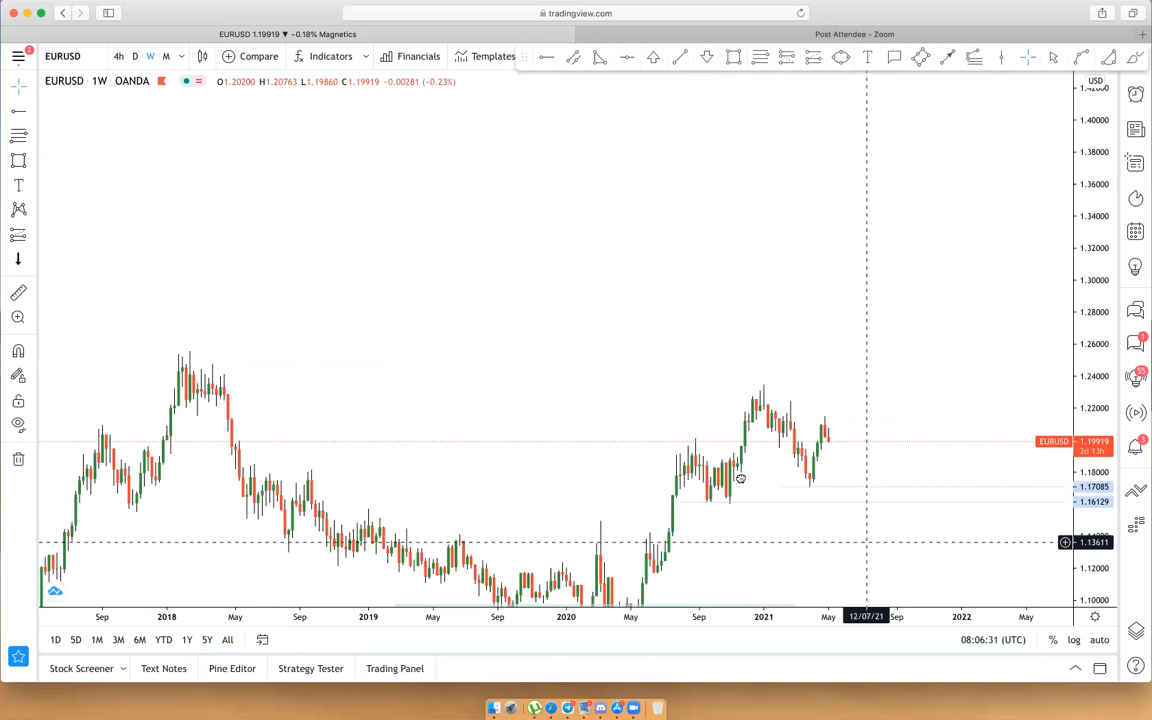 tradingview.com
EURUSD 1.19919 ▼ −0.18% Magnetics
Post Attendee - Zoom
2
EURUSD
4h
D
W
M
Compare
Indicators
Financials
Templates
EURUSD · 1W · OANDA
O1.20200 H1.20763 L1.19860 C1.19919 −0.00281 (−0.23%)
USD
1.40000
1.38000
1.36000
1.34000
1.32000
1.30000
1.28000
1.26000
1.24000
1.22000
EURUSD
1.19919
2d 13h
1.18000
1.17085
1.16129
1.13611
1.12000
1.10000
1
55
3
Sep
2018
May
Sep
2019
May
Sep
2020
May
Sep
2021
May
12/07/21
Sep
2022
May
1D
5D
1M
3M
6M
YTD
1Y
5Y
All
08:06:31 (UTC)
%
log
auto
Stock Screener
Text Notes
Pine Editor
Strategy Tester
Trading Panel